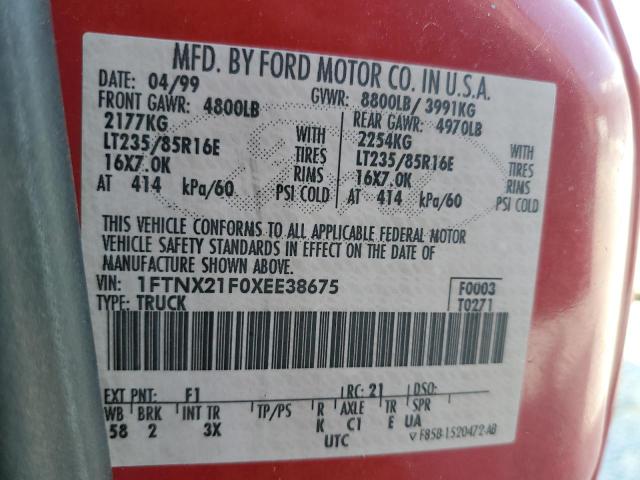 MFD. BY FORD MOTOR CO. IN U.S.A.
DATE: 04/99 GVWR: 8800LB/ 3991KG
FRONT GAWR: 4800LB REAR GAWR: 4970LB
2177KG WITH 2254KG WITH
LT235/85R16E TIRES LT235/85R16E TIRES
16X7.0K RIMS 16X7.0K RIMS
AT 414 kPa/60 PSI COLD AT 414 kPa/60 PSI COLD
THIS VEHICLE CONFORMS TO ALL APPLICABLE FEDERAL MOTOR
VEHICLE SAFETY STANDARDS IN EFFECT ON THE DATE OF
MANUFACTURE SHOWN ABOVE.
VIN: 1FTNX21F0XEE38675 F0003
TYPE: TRUCK T0271
EXT PNT: F1 RC: 21 DSO:
WB BRK INT TR TP/PS R AXLE TR SPR
58 2 3X K C1 E UA
UTC F85B-1520472-AB